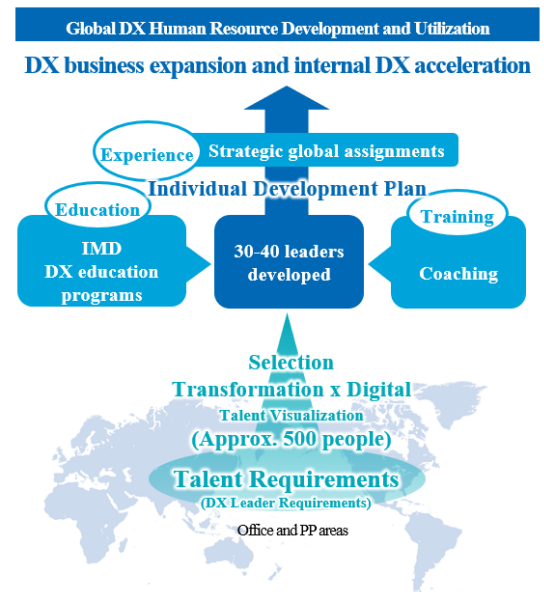 Global DX Human Resource Development and Utilization
DX business expansion and internal DX acceleration
Experience
Strategic global assignments
Individual Development Plan
Education
IMD
DX education
programs
30-40 leaders
developed
Training
Coaching
Selection
Transformation x Digital
Talent Visualization
(Approx. 500 people)
Talent Requirements
(DX Leader Requirements)
Office and PP areas